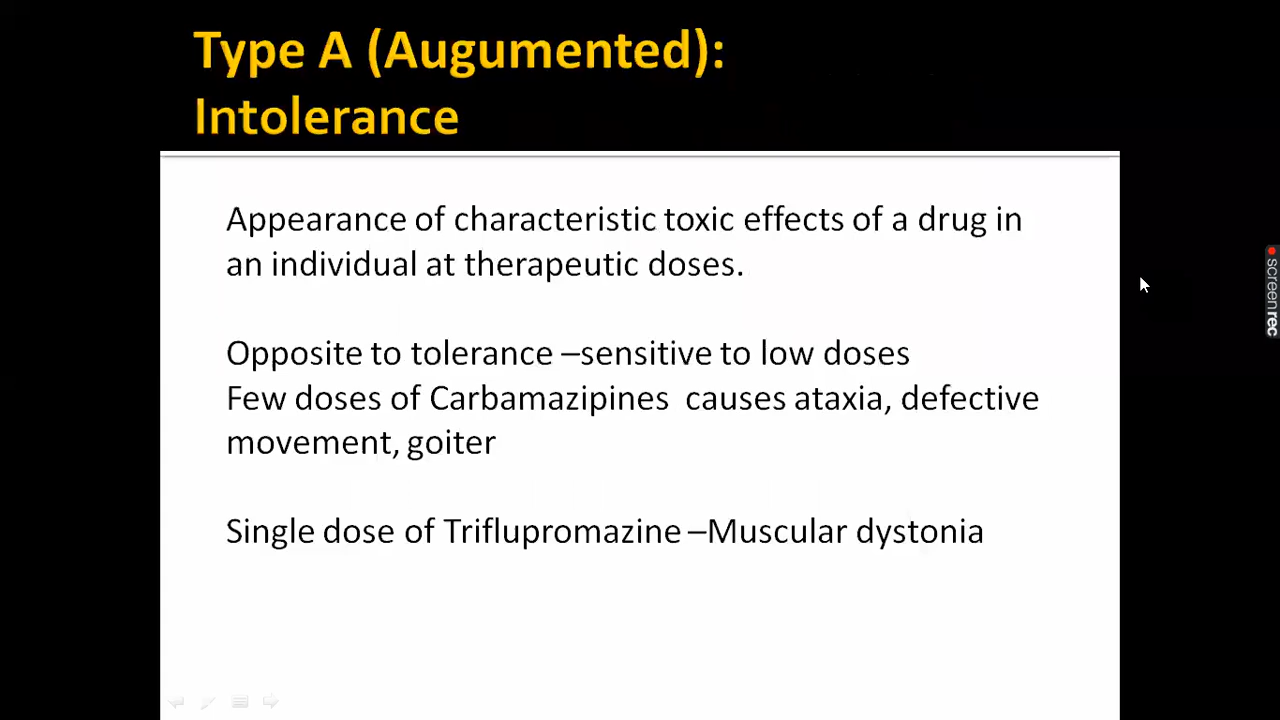 Type A (Augumented):
Intolerance
Appearance of characteristic toxic effects of a drug in
an individual at therapeutic doses.
Opposite to tolerance –sensitive to low doses
Few doses of Carbamazipines  causes ataxia, defective
movement, goiter
Single dose of Triflupromazine –Muscular dystonia
screenrec